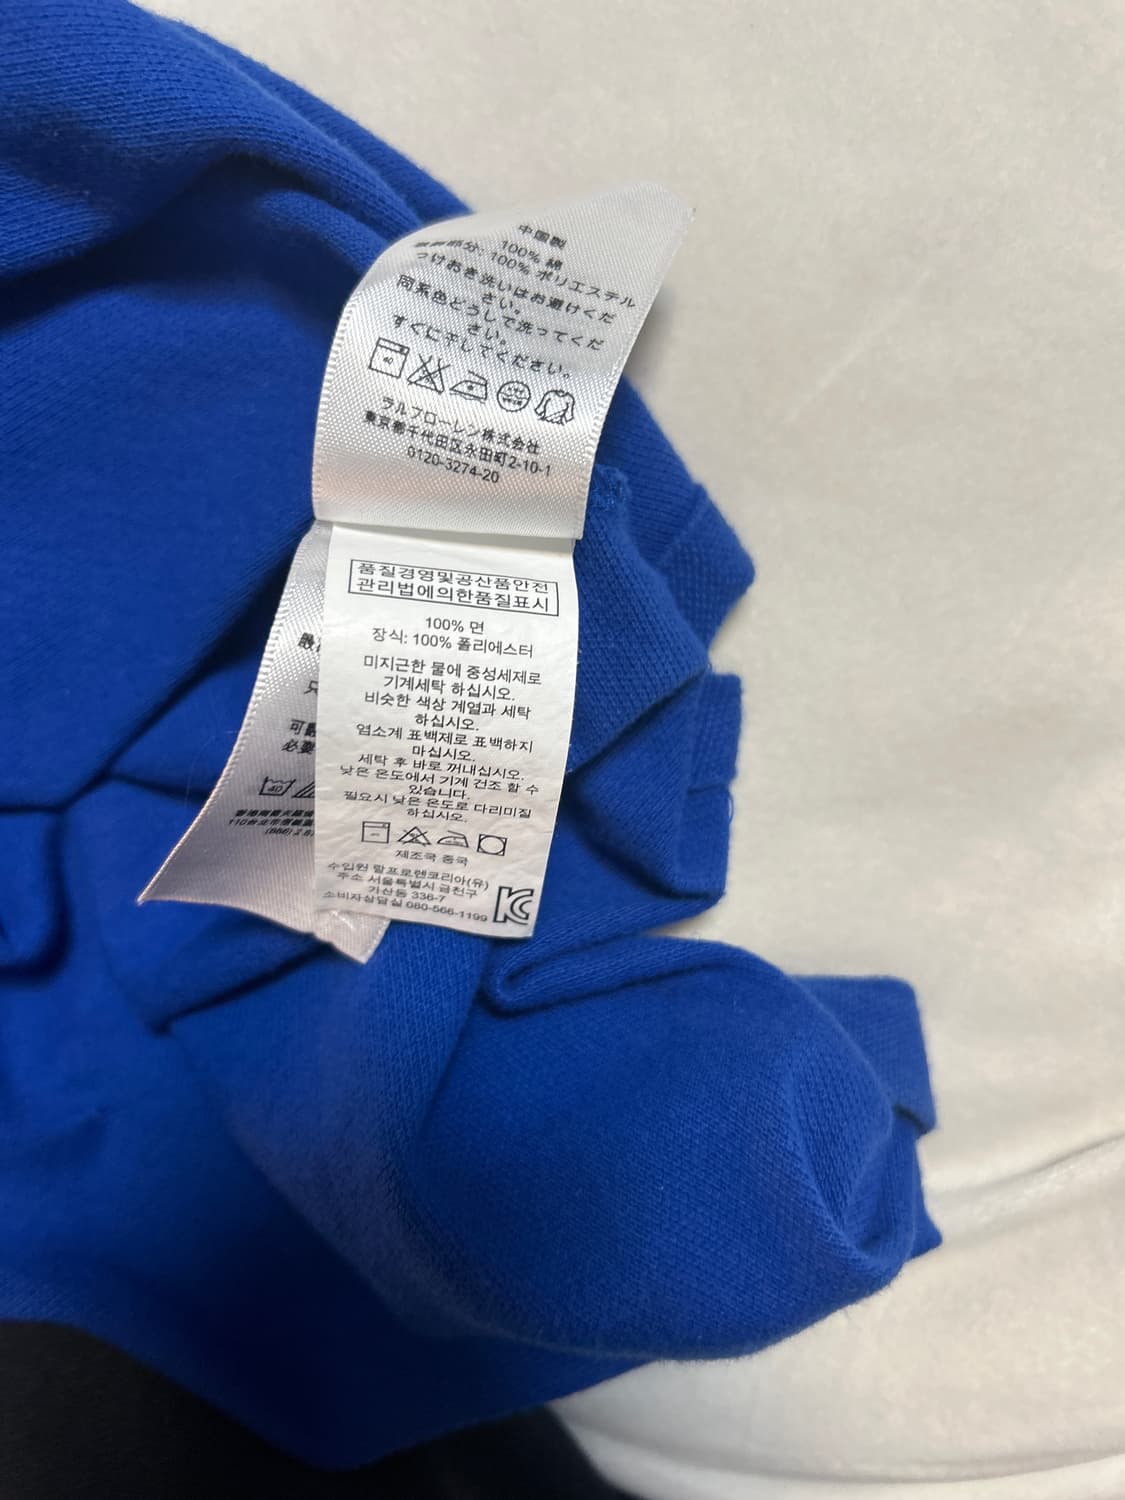 中国製
100% 綿
装飾部分: 100% ポリエステル
つけおき洗いはお避けくだ
さい。
同系色どうしで洗ってくだ
さい。
すぐに干してください。
40
ラルフローレン株式会社
東京都千代田区永田町2-10-1
0120-3274-20
품질경영및공산품안전
관리법에의한품질표시
100% 면
장식: 100% 폴리에스터
미지근한 물에 중성세제로
기계세탁 하십시오.
비슷한 색상 계열과 세탁
하십시오.
염소계 표백제로 표백하지
마십시오.
세탁 후 바로 꺼내십시오.
낮은 온도에서 기계 건조 할 수
있습니다.
필요시 낮은 온도로 다리미질
하십시오.
제조국 중국
수입원 랄프로렌코리아(유)
주소 서울특별시 금천구
가산동 336-7
소비자상담실 080-566-1199
KC
只
必要
40